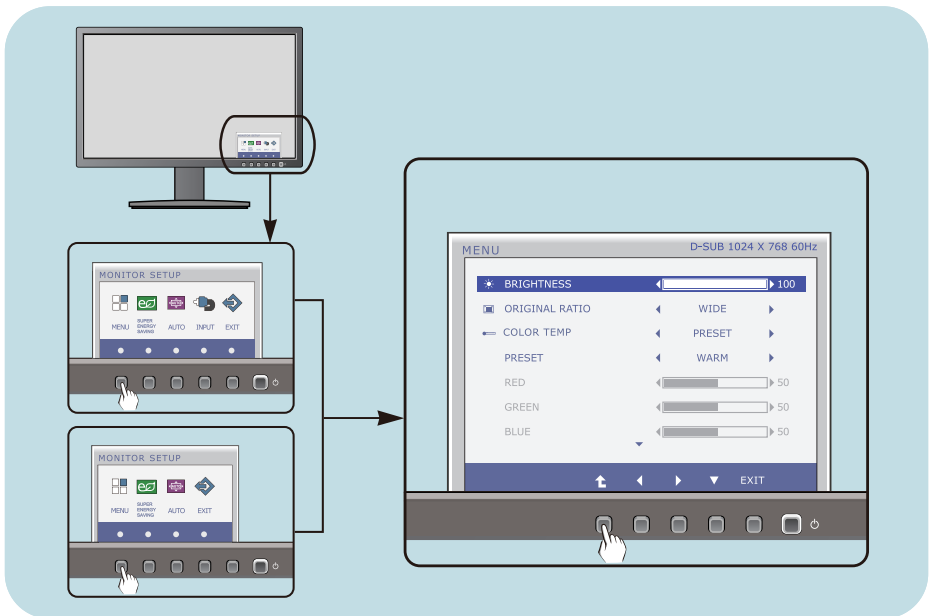 MONITOR SETUP
MENU
SUPER
ENERGY
SAVING
AUTO
INPUT
EXIT
MONITOR SETUP
MENU
SUPER
ENERGY
SAVING
AUTO
EXIT
MENU D-SUB 1024 X 768 60Hz
BRIGHTNESS 100
ORIGINAL RATIO WIDE
COLOR TEMP PRESET
PRESET WARM
RED 50
GREEN 50
BLUE 50
EXIT